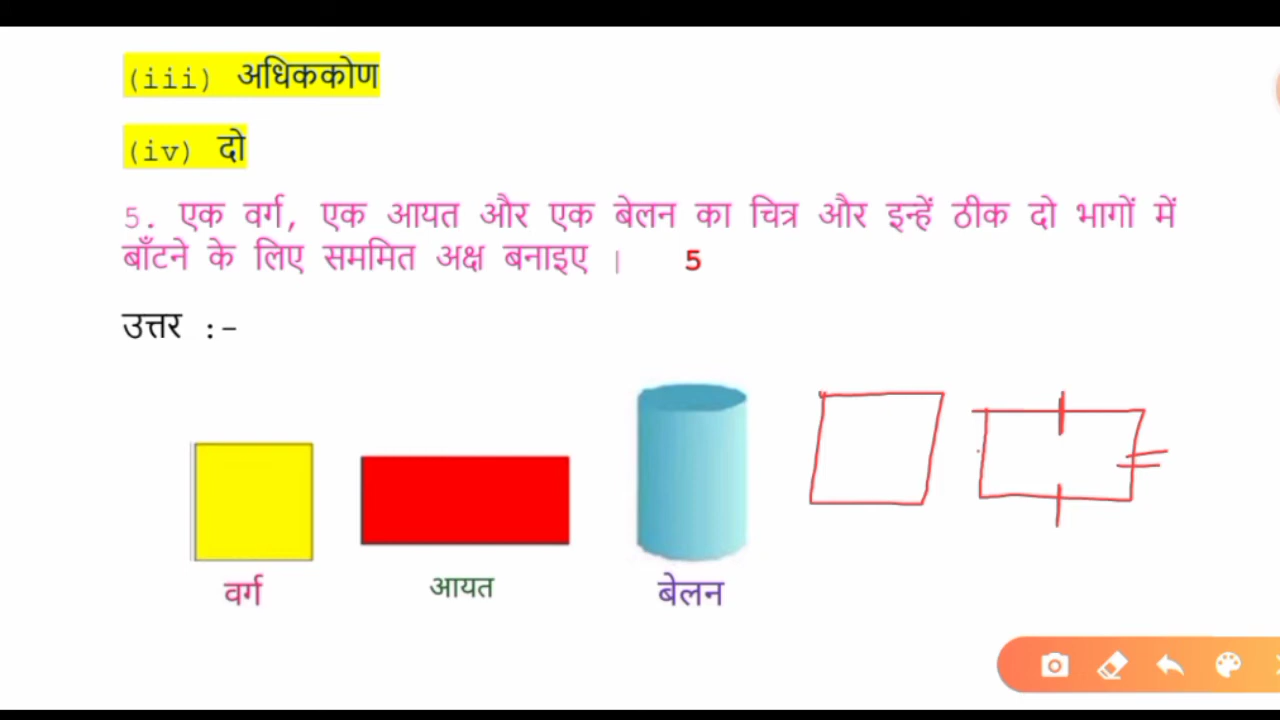 (iii) अधिककोण
(iv) दो
5. एक वर्ग, एक आयत और एक बेलन का चित्र और इन्हें ठीक दो भागों में
बाँटने के लिए सममित अक्ष बनाइए | 5
उत्तर :-
वर्ग आयत बेलन